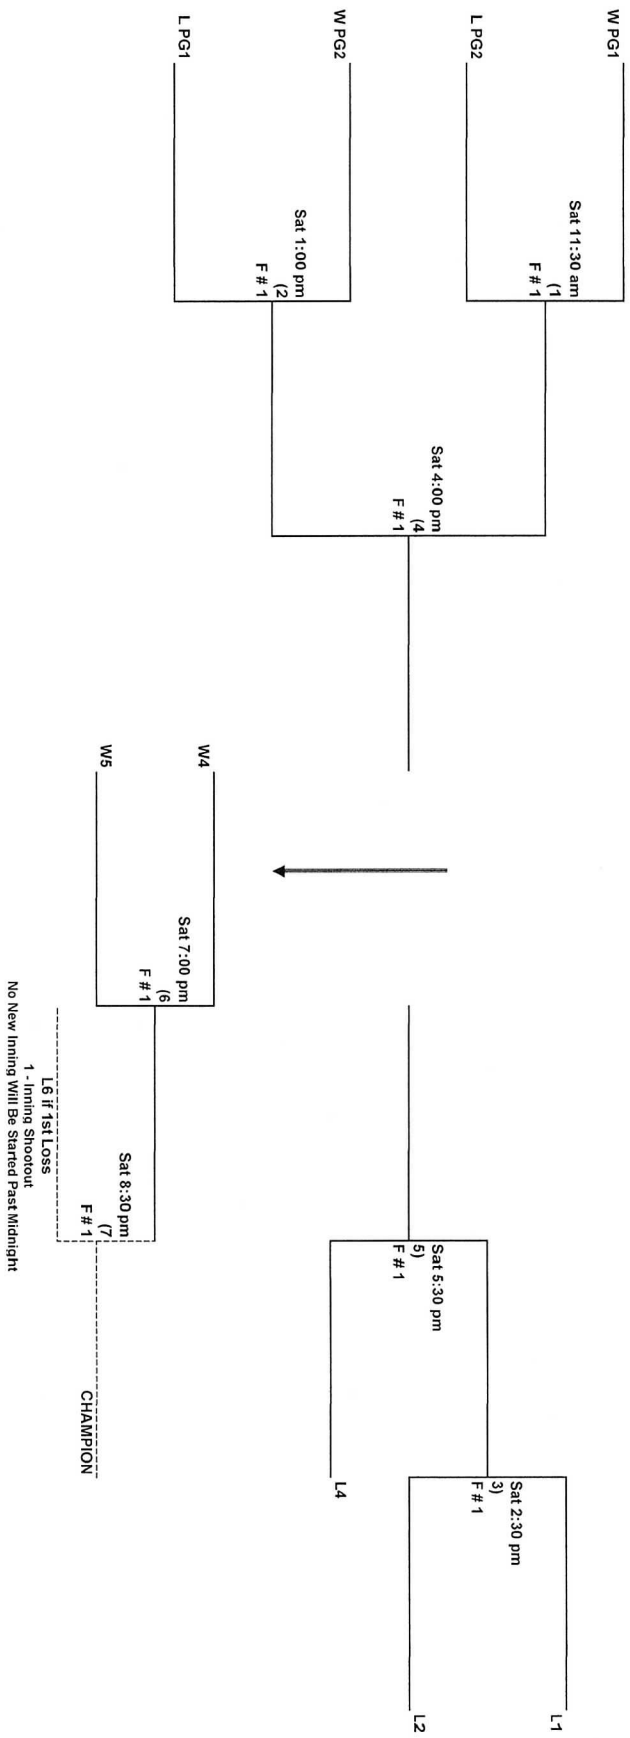 W PG1
Sat 11:30 am
(1
F # 1
L PG2
Sat 4:00 pm
(4
F # 1
W PG2
Sat 1:00 pm
(2
F # 1
L PG1
L1
Sat 2:30 pm
3)
F # 1
L2
Sat 5:30 pm
5)
F # 1
L4
W4
Sat 7:00 pm
(6
F # 1
W5
Sat 8:30 pm
(7
F # 1
CHAMPION
L6 if 1st Loss
1 - Inning Shootout
No New Inning Will Be Started Past Midnight